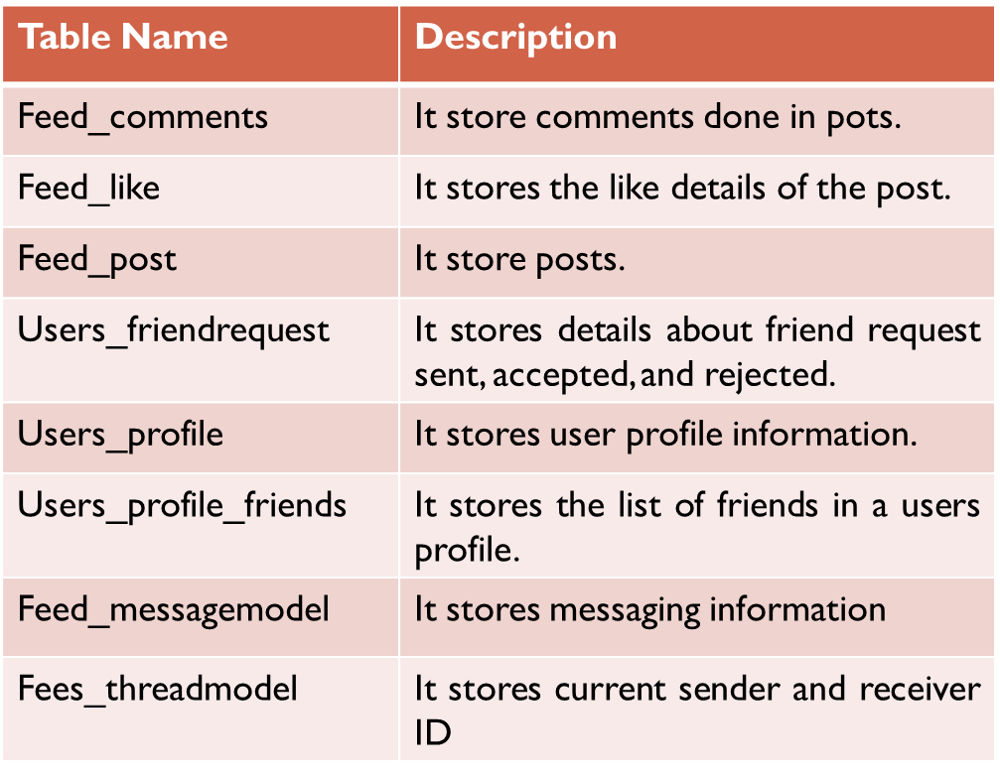 Table Name
Description
Feed_comments
It store comments done in pots.
Feed_like
It stores the like details of the post.
Feed_post
It store posts.
Users_friendrequest
It stores details about friend request
sent, accepted, and rejected.
Users_profile
It stores user profile information.
Users_profile_friends
It stores the list of friends in a users
profile.
Feed_messagemodel
It stores messaging information
Fees_threadmodel
It stores current sender and receiver
ID